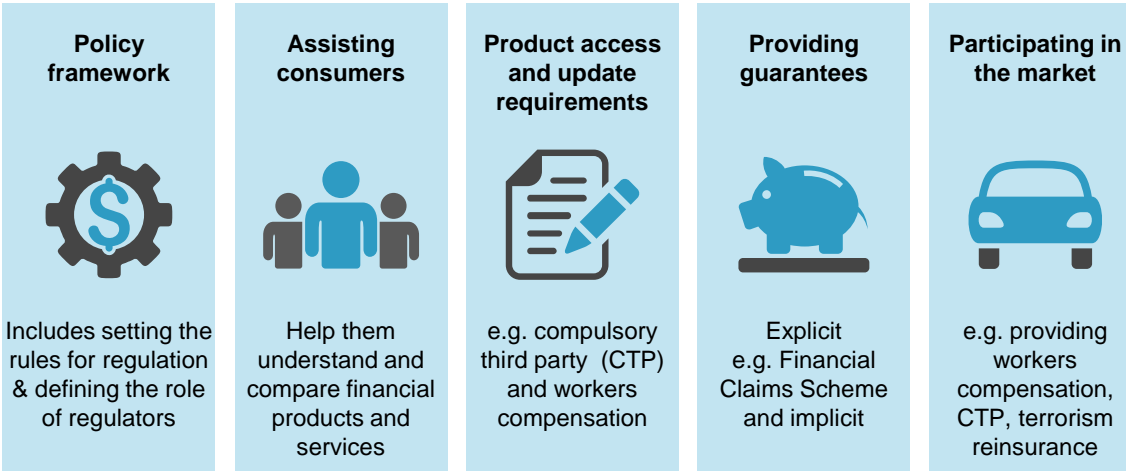 Policy
framework
Includes setting the
rules for regulation
& defining the role
of regulators
Assisting
consumers
Help them
understand and
compare financial
products and
services
Product access
and update
requirements
e.g. compulsory
third party (CTP)
and workers
compensation
Providing
guarantees
Explicit
e.g. Financial
Claims Scheme
and implicit
Participating in
the market
e.g. providing
workers
compensation,
CTP, terrorism
reinsurance